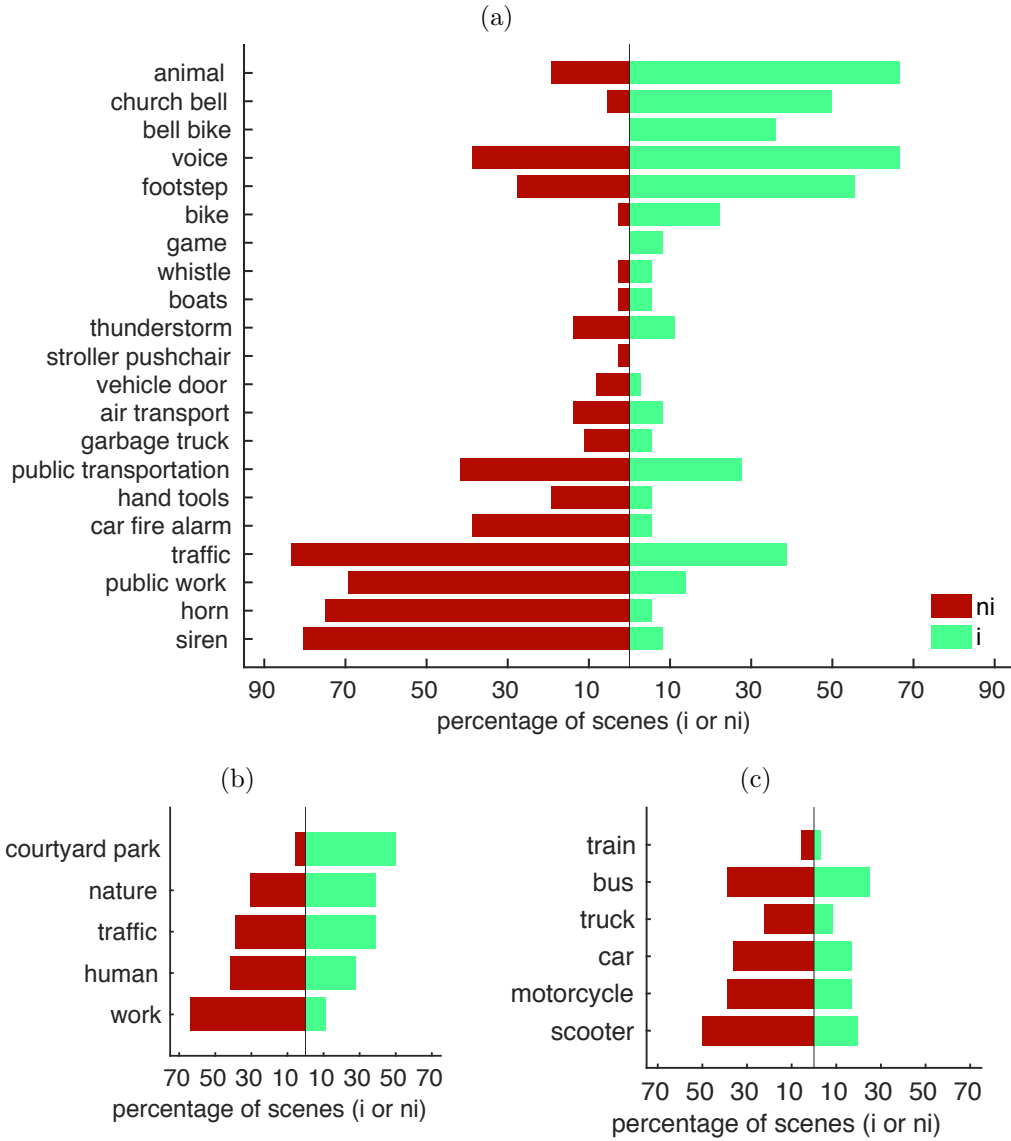 (a)
animal
church bell
bell bike
voice
footstep
bike
game
whistle
boats
thunderstorm
stroller pushchair
vehicle door
air transport
garbage truck
public transportation
hand tools
car fire alarm
traffic
public work
horn
siren
ni
i
90 70 50 30 10 10 30 50 70 90
percentage of scenes (i or ni)
(b)
courtyard park
nature
traffic
human
work
70 50 30 10 10 30 50 70
percentage of scenes (i or ni)
(c)
train
bus
truck
car
motorcycle
scooter
70 50 30 10 10 30 50 70
percentage of scenes (i or ni)